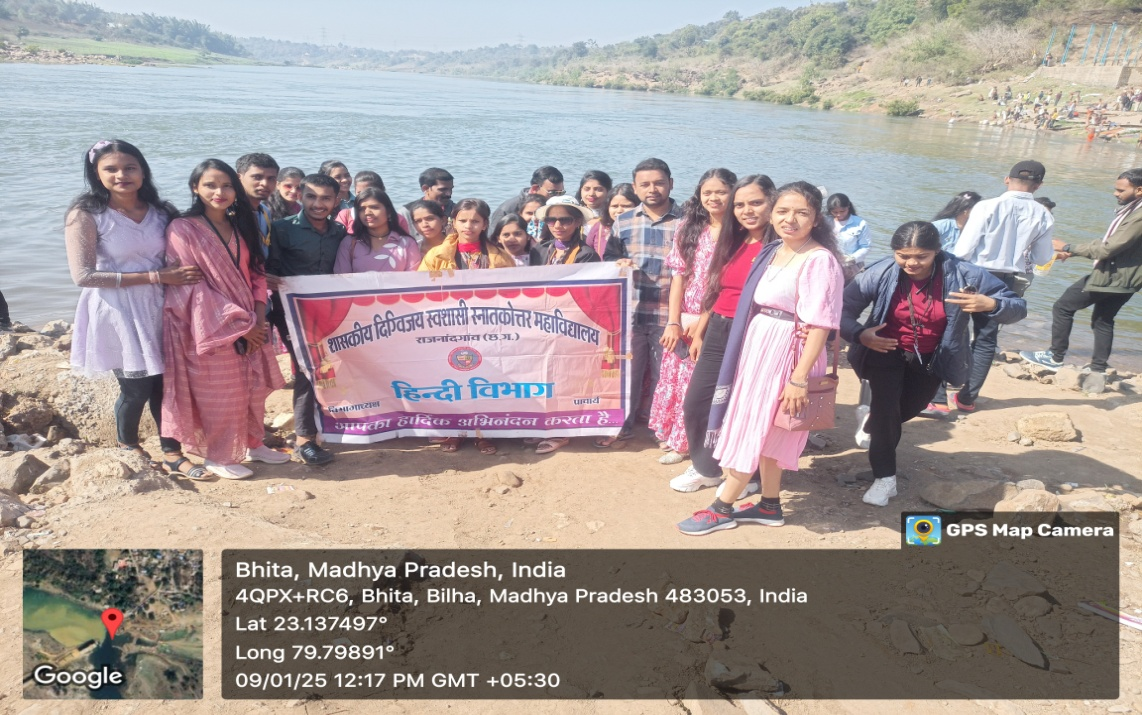 शासकीय दिग्विजय स्वशासी स्नातकोत्तर महाविद्यालय
राजनांदगांव (छ.ग.)
हिन्दी विभाग
विभागाध्यक्ष
प्राचार्य
आपका हार्दिक अभिनंदन करता है...
GPS Map Camera
Bhita, Madhya Pradesh, India
4QPX+RC6, Bhita, Bilha, Madhya Pradesh 483053, India
Lat 23.137497°
Long 79.79891°
09/01/25 12:17 PM GMT +05:30
Google